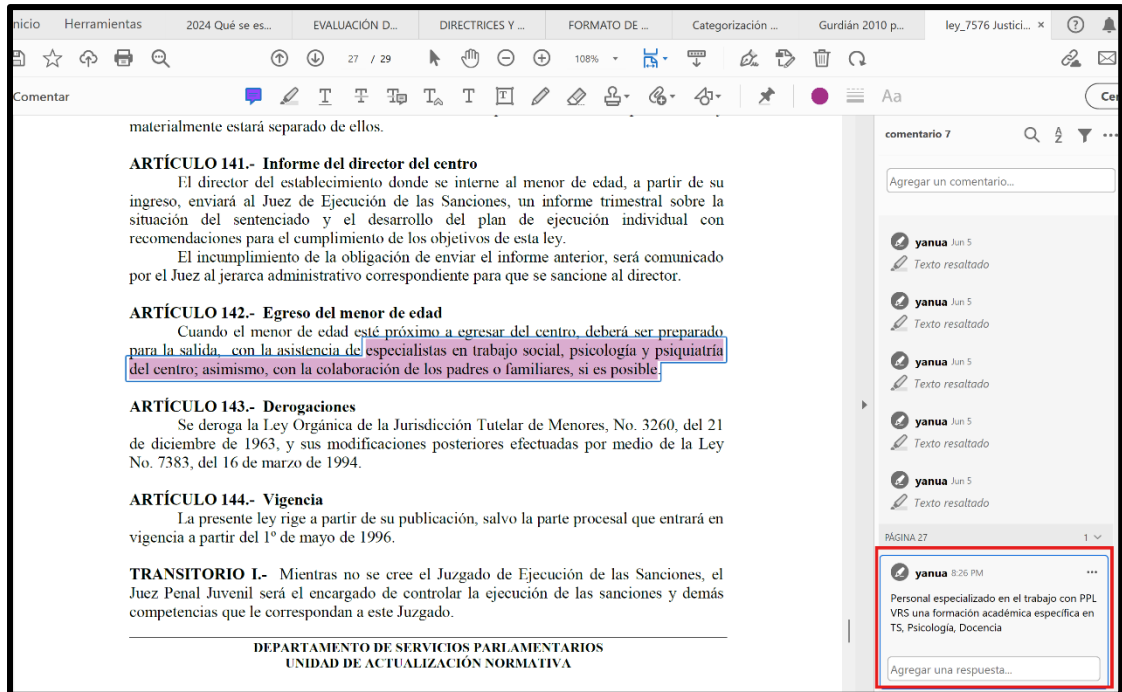 nicio Herramientas 2024 Qué se es... EVALUACIÓN D... DIRECTRICES Y ... FORMATO DE ... Categorización ... Gurdián 2010 p... ley_7576 Justici... ×
27 / 29 108%
Comentar Aa Cer
materialmente estará separado de ellos.
ARTÍCULO 141.- Informe del director del centro
El director del establecimiento donde se interne al menor de edad, a partir de su
ingreso, enviará al Juez de Ejecución de las Sanciones, un informe trimestral sobre la
situación del sentenciado y el desarrollo del plan de ejecución individual con
recomendaciones para el cumplimiento de los objetivos de esta ley.
El incumplimiento de la obligación de enviar el informe anterior, será comunicado
por el Juez al jerarca administrativo correspondiente para que se sancione al director.
ARTÍCULO 142.- Egreso del menor de edad
Cuando el menor de edad esté próximo a egresar del centro, deberá ser preparado
para la salida, con la asistencia de especialistas en trabajo social, psicología y psiquiatría
del centro; asimismo, con la colaboración de los padres o familiares, si es posible.
ARTÍCULO 143.- Derogaciones
Se deroga la Ley Orgánica de la Jurisdicción Tutelar de Menores, No. 3260, del 21
de diciembre de 1963, y sus modificaciones posteriores efectuadas por medio de la Ley
No. 7383, del 16 de marzo de 1994.
ARTÍCULO 144.- Vigencia
La presente ley rige a partir de su publicación, salvo la parte procesal que entrará en
vigencia a partir del 1º de mayo de 1996.
TRANSITORIO I.- Mientras no se cree el Juzgado de Ejecución de las Sanciones, el
Juez Penal Juvenil será el encargado de controlar la ejecución de las sanciones y demás
competencias que le correspondan a este Juzgado.
DEPARTAMENTO DE SERVICIOS PARLAMENTARIOS
UNIDAD DE ACTUALIZACIÓN NORMATIVA
comentario 7
Agregar un comentario...
yanua Jun 5
Texto resaltado
yanua Jun 5
Texto resaltado
yanua Jun 5
Texto resaltado
yanua Jun 5
Texto resaltado
yanua Jun 5
Texto resaltado
PÁGINA 27 1
yanua 8:26 PM
Personal especializado en el trabajo con PPL
VRS una formación académica específica en
TS, Psicología, Docencia
Agregar una respuesta...